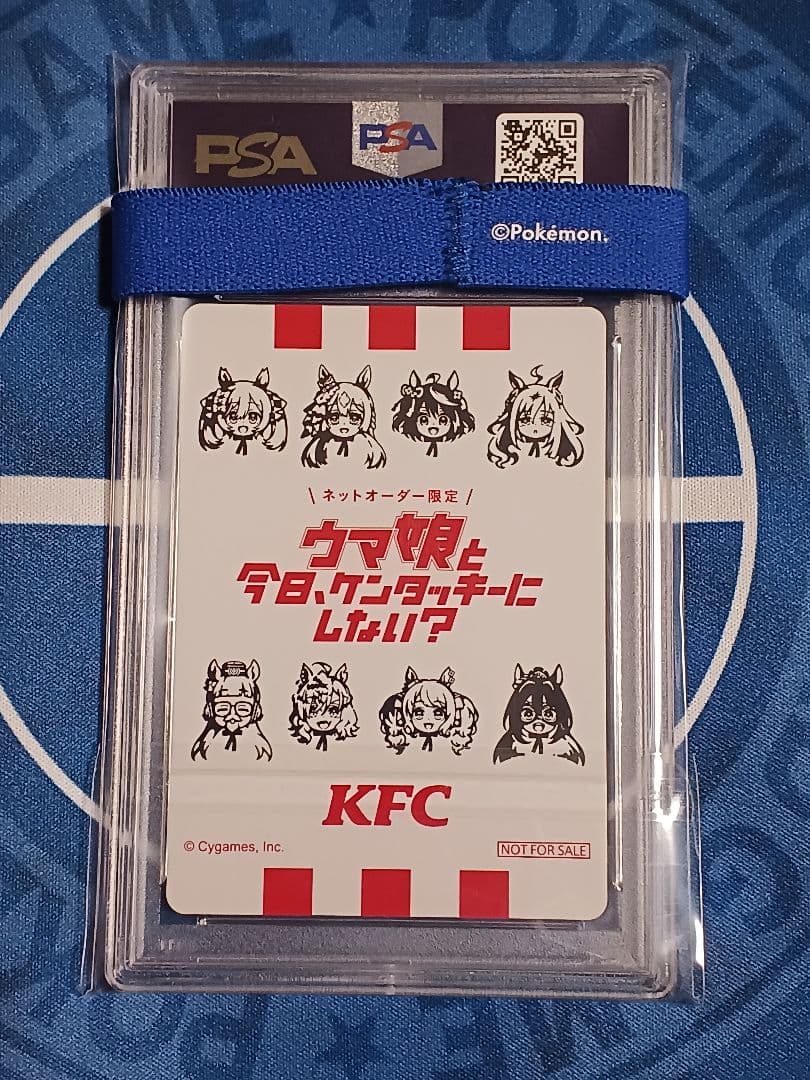 PSA
PSA
©Pokémon.
\ ネットオーダー限定 /
ウマ娘と
今日、ケンタッキーに
しない?
KFC
© Cygames, Inc.
NOT FOR SALE